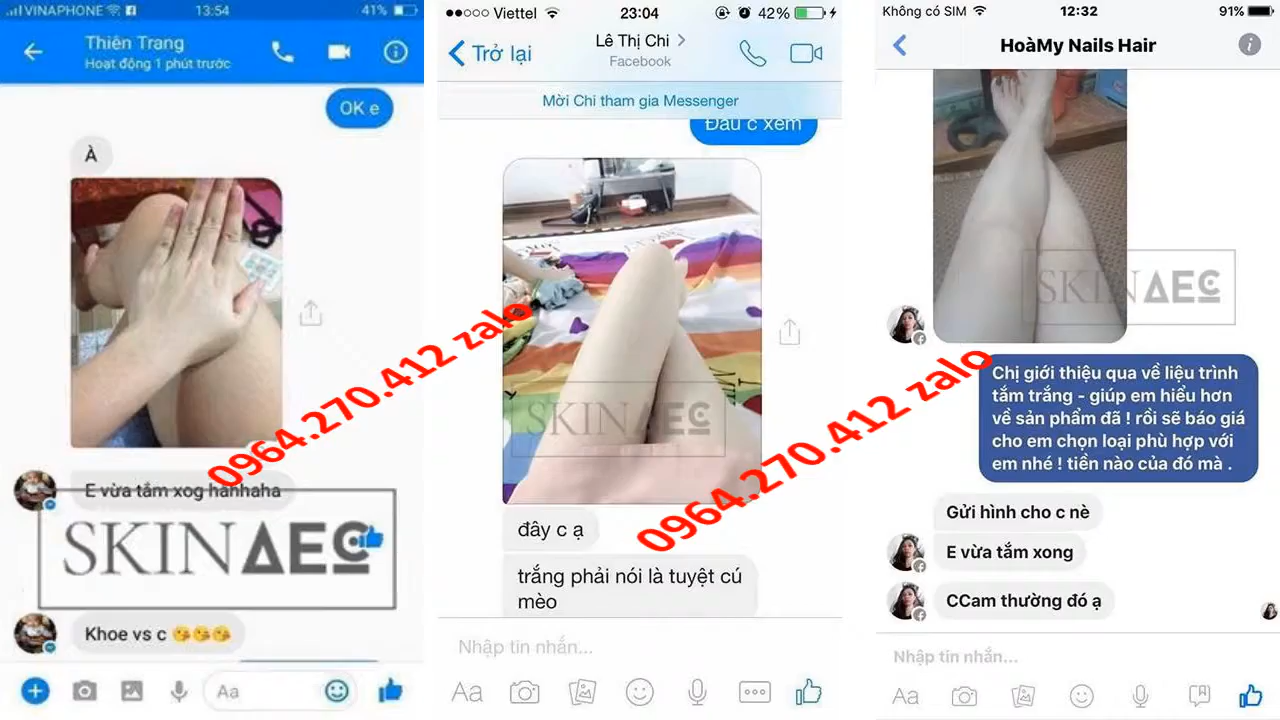 VINAPHONE
13:54
41%
Thiên Trang
Hoạt động 1 phút trước
OK e
À
E vừa tắm xog hahhaha
SKINAEC
Khoe vs c 😘😘😘
Aa
Viettel
23:04
42%
Trở lại
Lê Thị Chi
Facebook
Mời Chi tham gia Messenger
Đâu c xem
SKINAEC
đây c ạ
trắng phải nói là tuyệt cú
mèo
Nhập tin nhắn...
Aa
Không có SIM
12:32
91%
HoàMy Nails Hair
SKINAEC
Chị giới thiệu qua về liệu trình
tắm trắng - giúp em hiểu hơn
về sản phẩm đã ! rồi sẽ báo giá
cho em chọn loại phù hợp với
em nhé ! tiền nào của đó mà .
Gửi hình cho c nè
E vừa tắm xong
CCam thường đó ạ
Nhập tin nhắn...
Aa
0964.270.412 zalo
0964.270.412 zalo